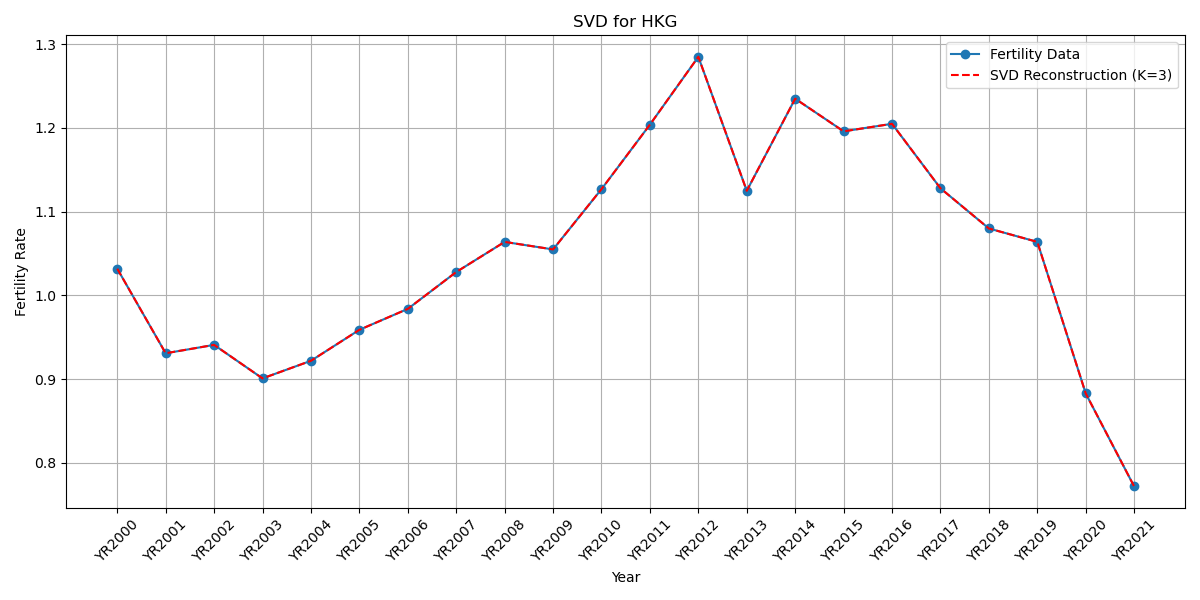 SVD for HKG
Fertility Data
SVD Reconstruction (K=3)
Fertility Rate
1.3
1.2
1.1
1.0
0.9
0.8
YR2000
YR2001
YR2002
YR2003
YR2004
YR2005
YR2006
YR2007
YR2008
YR2009
YR2010
YR2011
YR2012
YR2013
YR2014
YR2015
YR2016
YR2017
YR2018
YR2019
YR2020
YR2021
Year